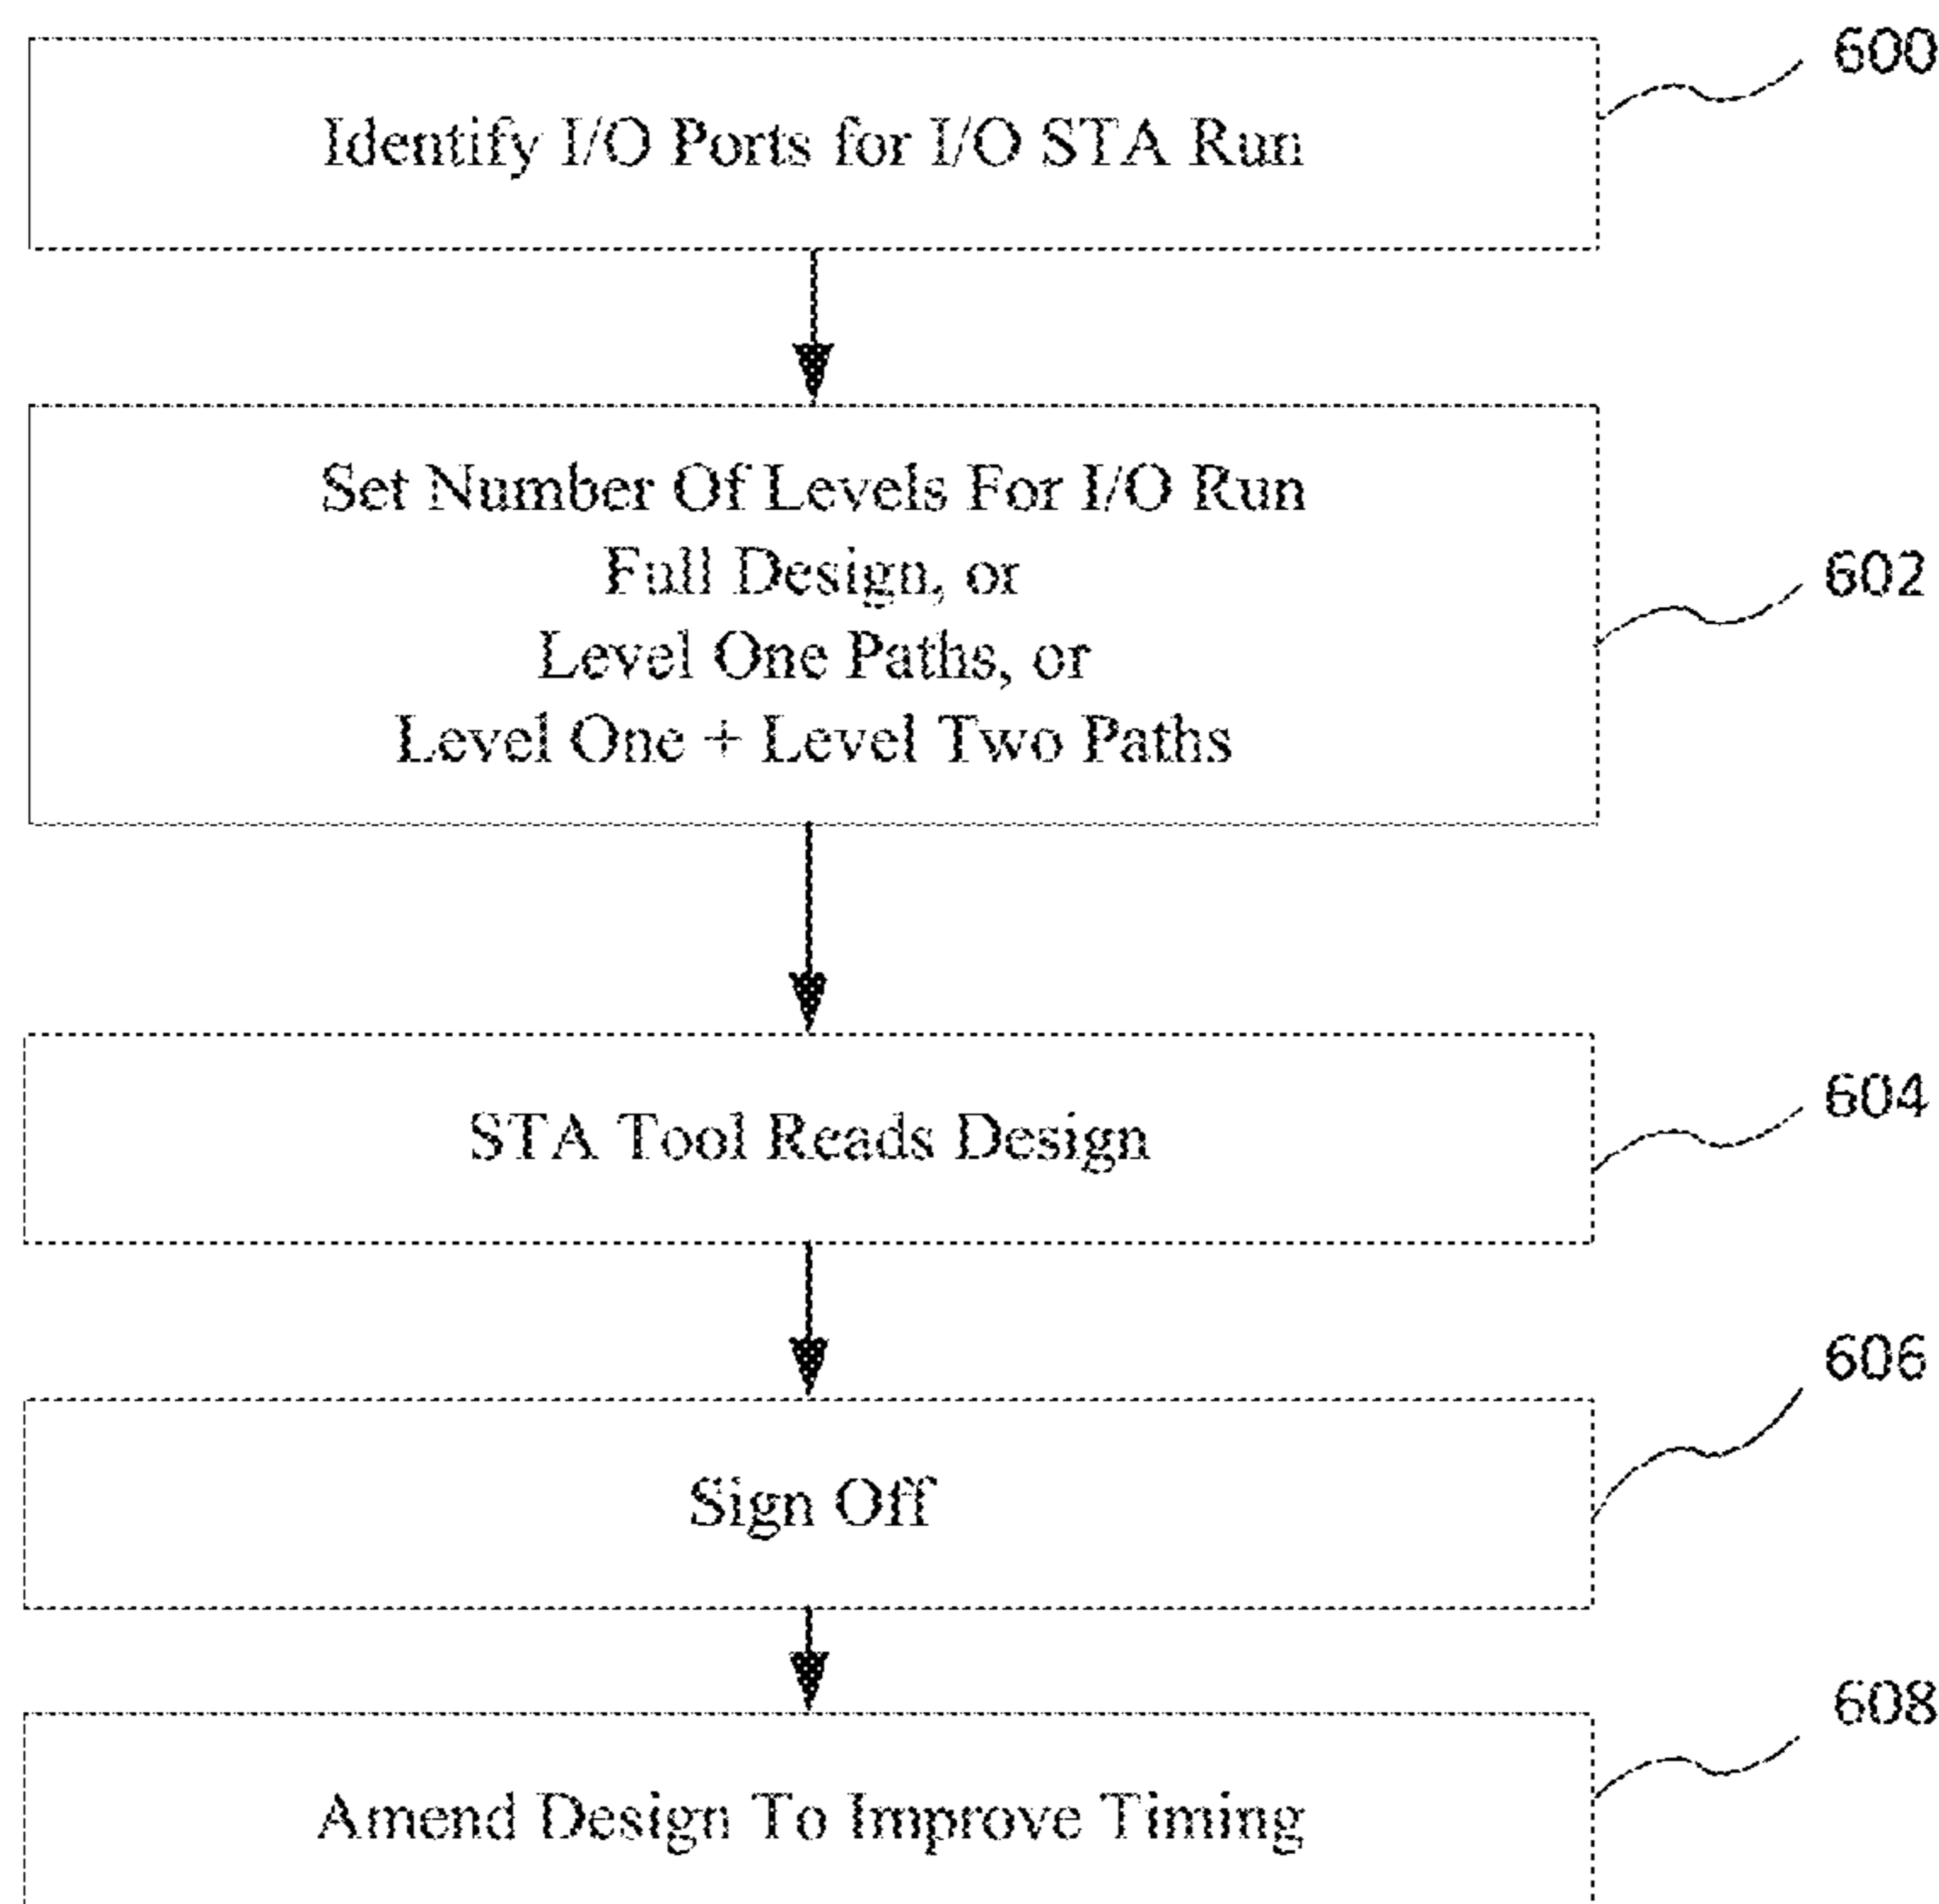 600
Identify I/O Ports for I/O STA Run
Set Number Of Levels For I/O Run
Full Design, or
602
Level One Paths, or
Level One + Level Two Paths
604
STA Tool Reads Design
606
Sign Off
608
Amend Design To Improve Timing